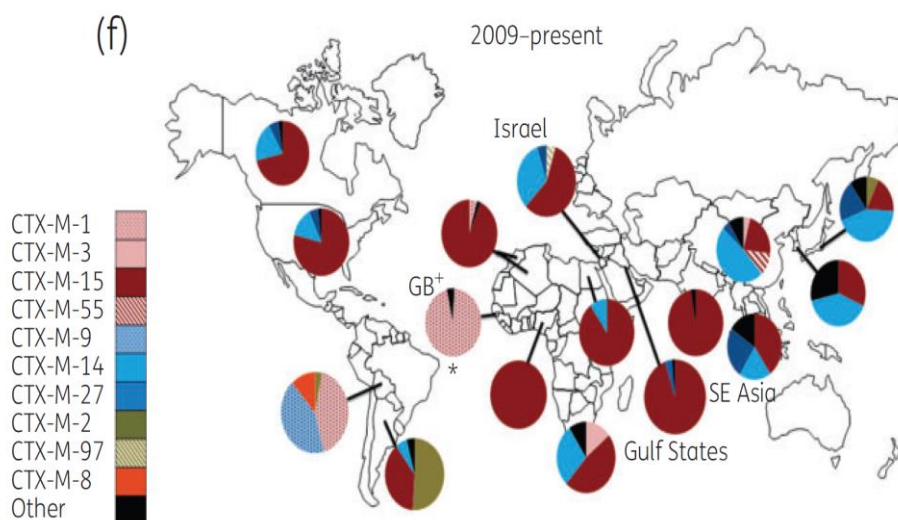 (f)
2009–present
Israel
GB+
*
SE Asia
Gulf States
CTX-M-1
CTX-M-3
CTX-M-15
CTX-M-55
CTX-M-9
CTX-M-14
CTX-M-27
CTX-M-2
CTX-M-97
CTX-M-8
Other